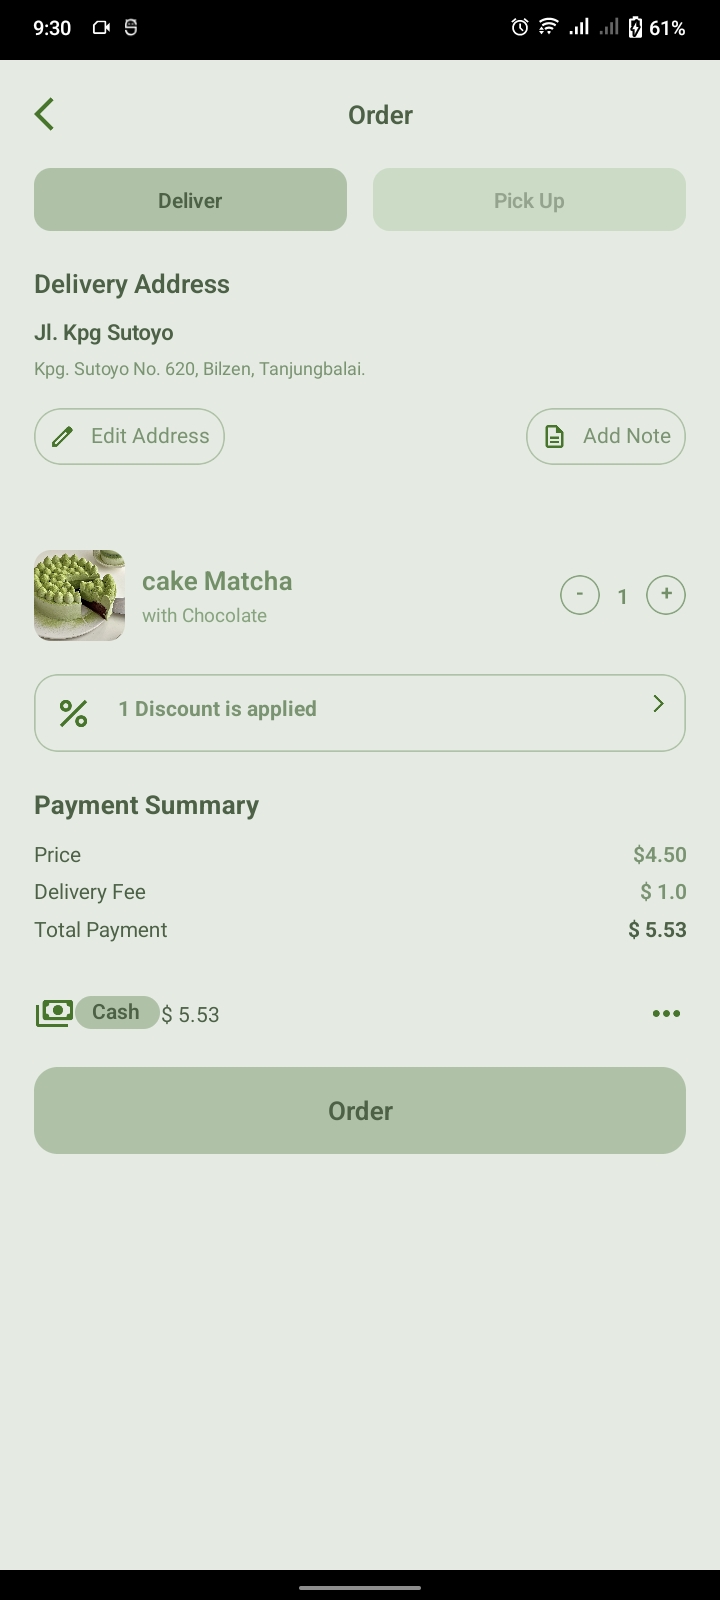 9:30 61%
Order
Deliver Pick Up
Delivery Address
Jl. Kpg Sutoyo
Kpg. Sutoyo No. 620, Bilzen, Tanjungbalai.
Edit Address Add Note
cake Matcha
with Chocolate
- 1 +
1 Discount is applied
Payment Summary
Price $4.50
Delivery Fee $ 1.0
Total Payment $ 5.53
Cash $ 5.53
Order